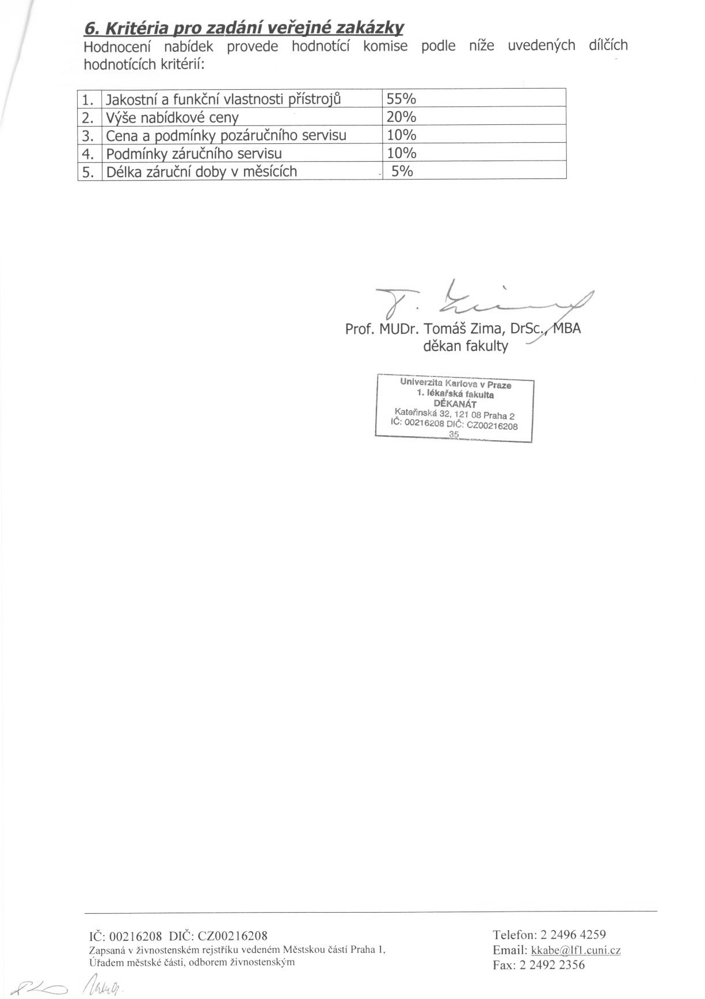 6. Kritéria pro zadání veřejné zakázky
Hodnocení nabídek provede hodnotící komise podle níže uvedených dílčích
hodnotících kritérií:
1. Jakostní a funkční vlastnosti přístrojů 55%
2. Výše nabídkové ceny 20%
3. Cena a podmínky pozáručního servisu 10%
4. Podmínky záručního servisu 10%
5. Délka záruční doby v měsících 5%
T. Zima
Prof. MUDr. Tomáš Zima, DrSc., MBA
děkan fakulty
Univerzita Karlova v Praze
1. lékařská fakulta
DĚKANÁT
Kateřinská 32, 121 08 Praha 2
IČ: 00216208 DIČ: CZ00216208
35
IČ: 00216208 DIČ: CZ00216208
Zapsaná v živnostenském rejstříku vedeném Městskou částí Praha 1,
Úřadem městské části, odborem živnostenským
Telefon: 2 2496 4259
Email: kkabe@lf1.cuni.cz
Fax: 2 2492 2356